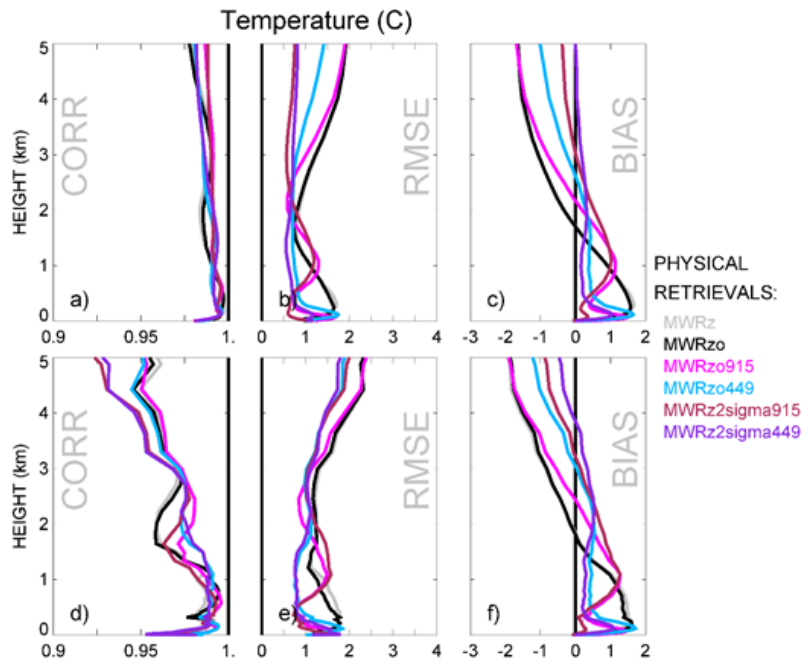 Temperature (C)
5
4
3
2
1
0
HEIGHT (km)
CORR
a)
0.9
0.95
1.
RMSE
b)
0
1
2
3
4
BIAS
c)
-3
-2
-1
0
1
2
PHYSICAL
RETRIEVALS:
MWRz
MWRzo
MWRzo915
MWRzo449
MWRz2sigma915
MWRz2sigma449
5
4
3
2
1
0
HEIGHT (km)
CORR
d)
0.9
0.95
1.
RMSE
e)
0
1
2
3
4
BIAS
f)
-3
-2
-1
0
1
2